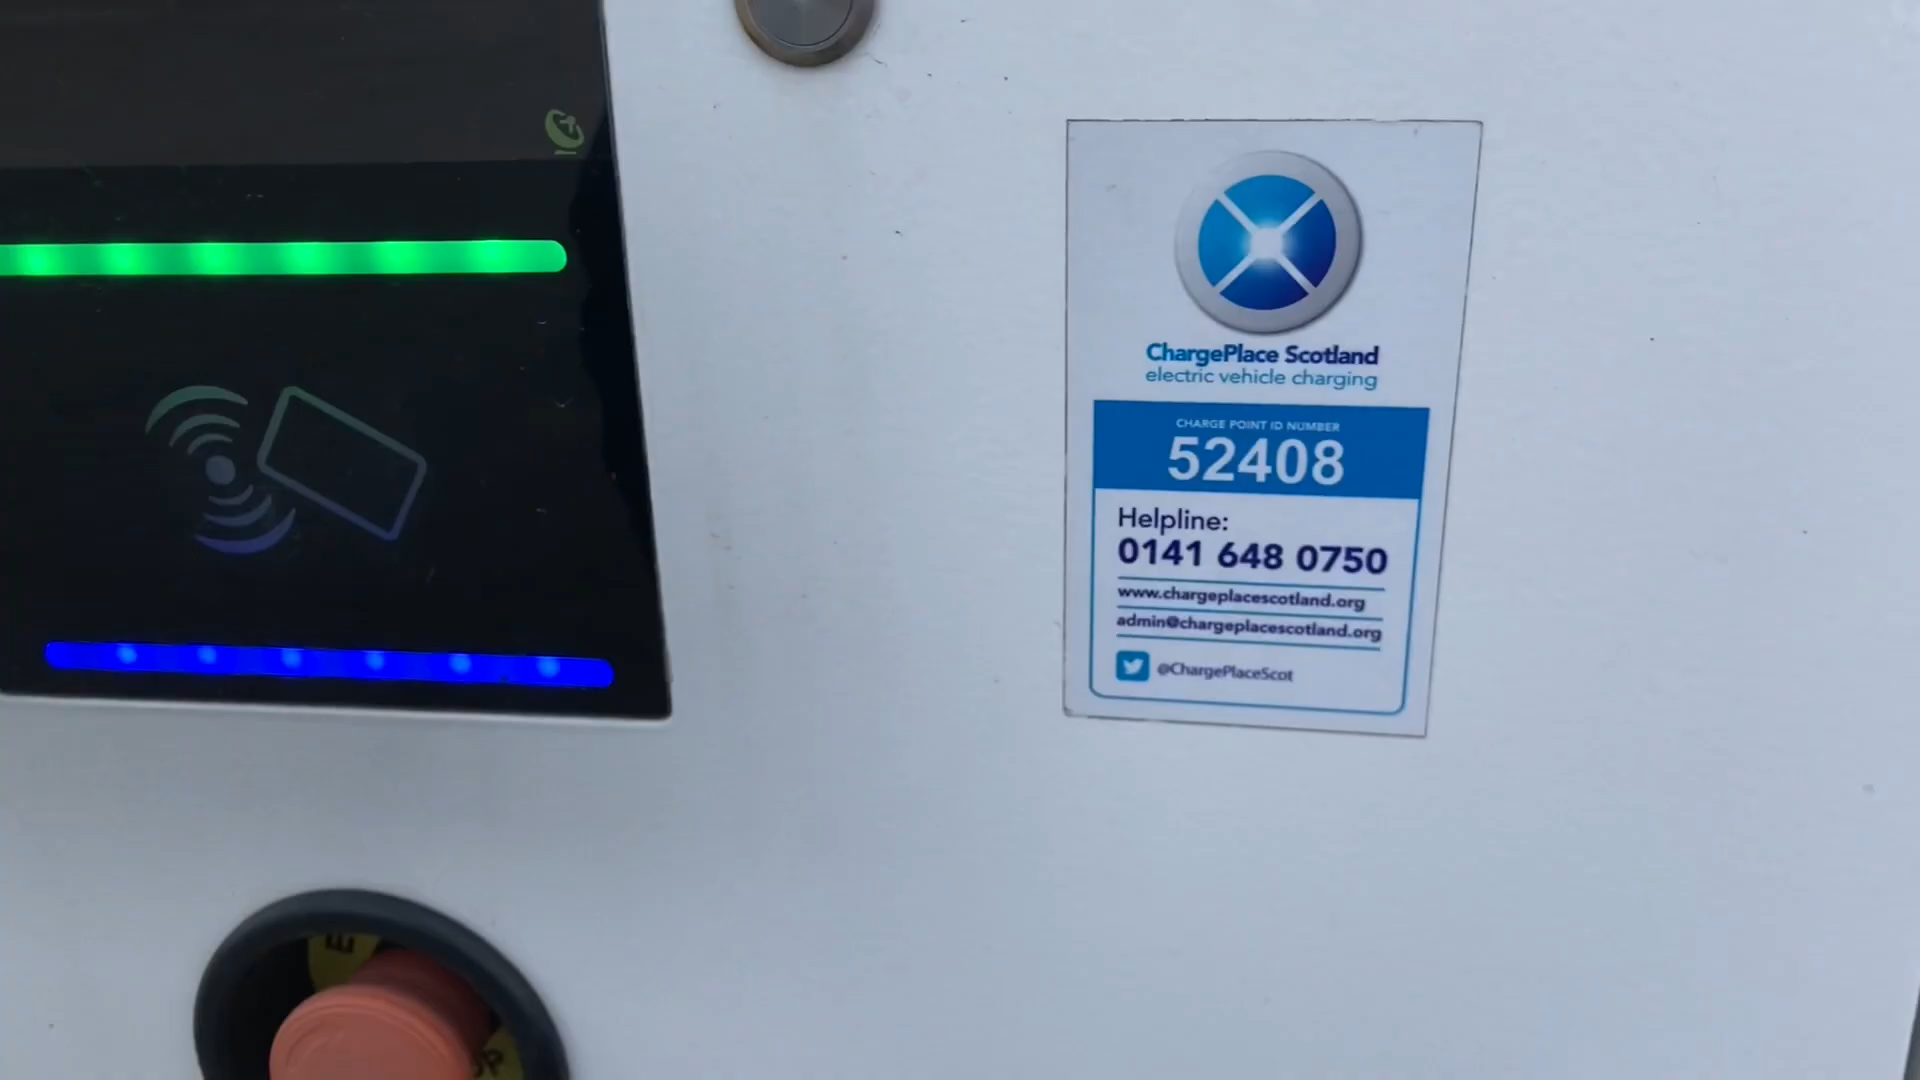 ChargePlace Scotland
electric vehicle charging
CHARGE POINT ID NUMBER
52408
Helpline:
0141 648 0750
www.chargeplacescotland.org
admin@chargeplacescotland.org
@ChargePlaceScot